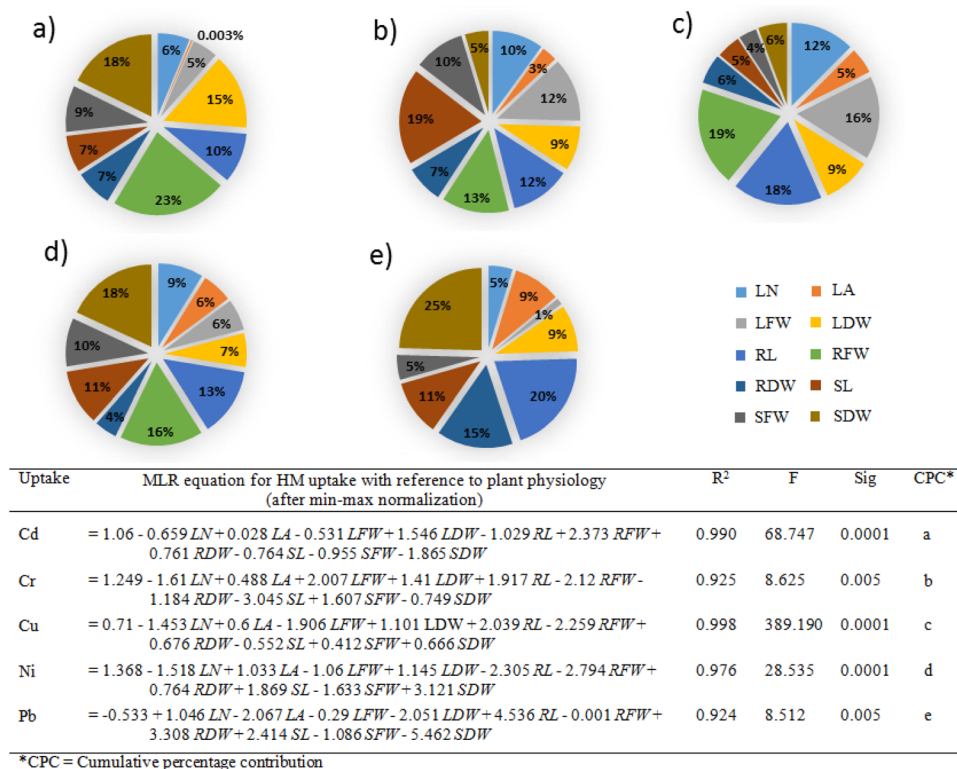 a)
6%
0.003%
5%
15%
10%
23%
7%
7%
9%
18%
b)
10%
3%
12%
9%
12%
13%
7%
19%
10%
5%
c)
12%
5%
16%
9%
18%
19%
6%
5%
4%
6%
d)
9%
6%
6%
7%
13%
16%
4%
11%
10%
18%
e)
5%
9%
1%
9%
20%
15%
11%
5%
25%
LN LA
LFW LDW
RL RFW
RDW SL
SFW SDW
Uptake MLR equation for HM uptake with reference to plant physiology R² F Sig CPC*
(after min-max normalization)
Cd = 1.06 - 0.659 LN + 0.028 LA - 0.531 LFW + 1.546 LDW - 1.029 RL + 2.373 RFW + 0.990 68.747 0.0001 a
0.761 RDW - 0.764 SL - 0.955 SFW - 1.865 SDW
Cr = 1.249 - 1.61 LN + 0.488 LA + 2.007 LFW + 1.41 LDW + 1.917 RL - 2.12 RFW - 0.925 8.625 0.005 b
1.184 RDW - 3.045 SL + 1.607 SFW - 0.749 SDW
Cu = 0.71 - 1.453 LN + 0.6 LA - 1.906 LFW + 1.101 LDW + 2.039 RL - 2.259 RFW + 0.998 389.190 0.0001 c
0.676 RDW - 0.552 SL + 0.412 SFW + 0.666 SDW
Ni = 1.368 - 1.518 LN + 1.033 LA - 1.06 LFW + 1.145 LDW - 2.305 RL - 2.794 RFW + 0.976 28.535 0.0001 d
0.764 RDW + 1.869 SL - 1.633 SFW + 3.121 SDW
Pb = -0.533 + 1.046 LN - 2.067 LA - 0.29 LFW - 2.051 LDW + 4.536 RL - 0.001 RFW + 0.924 8.512 0.005 e
3.308 RDW + 2.414 SL - 1.086 SFW - 5.462 SDW
*CPC = Cumulative percentage contribution